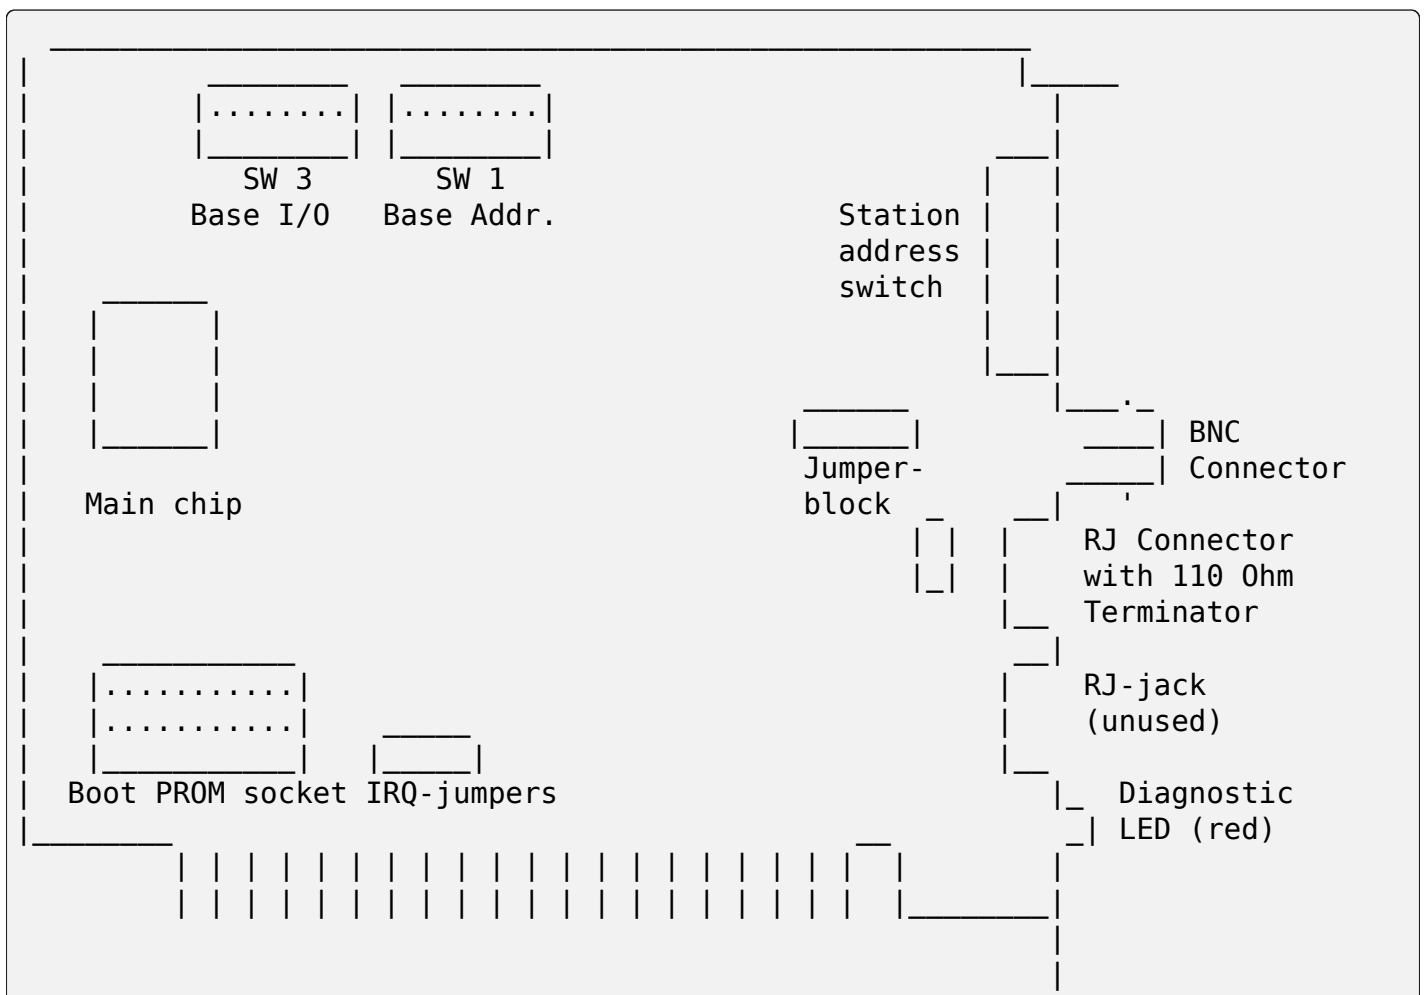 SW 3 SW 1
Base I/O Base Addr. Station
address
switch
BNC
Jumper- Connector
Main chip block
RJ Connector
with 110 Ohm
Terminator
RJ-jack
(unused)
Boot PROM socket IRQ-jumpers Diagnostic
LED (red)